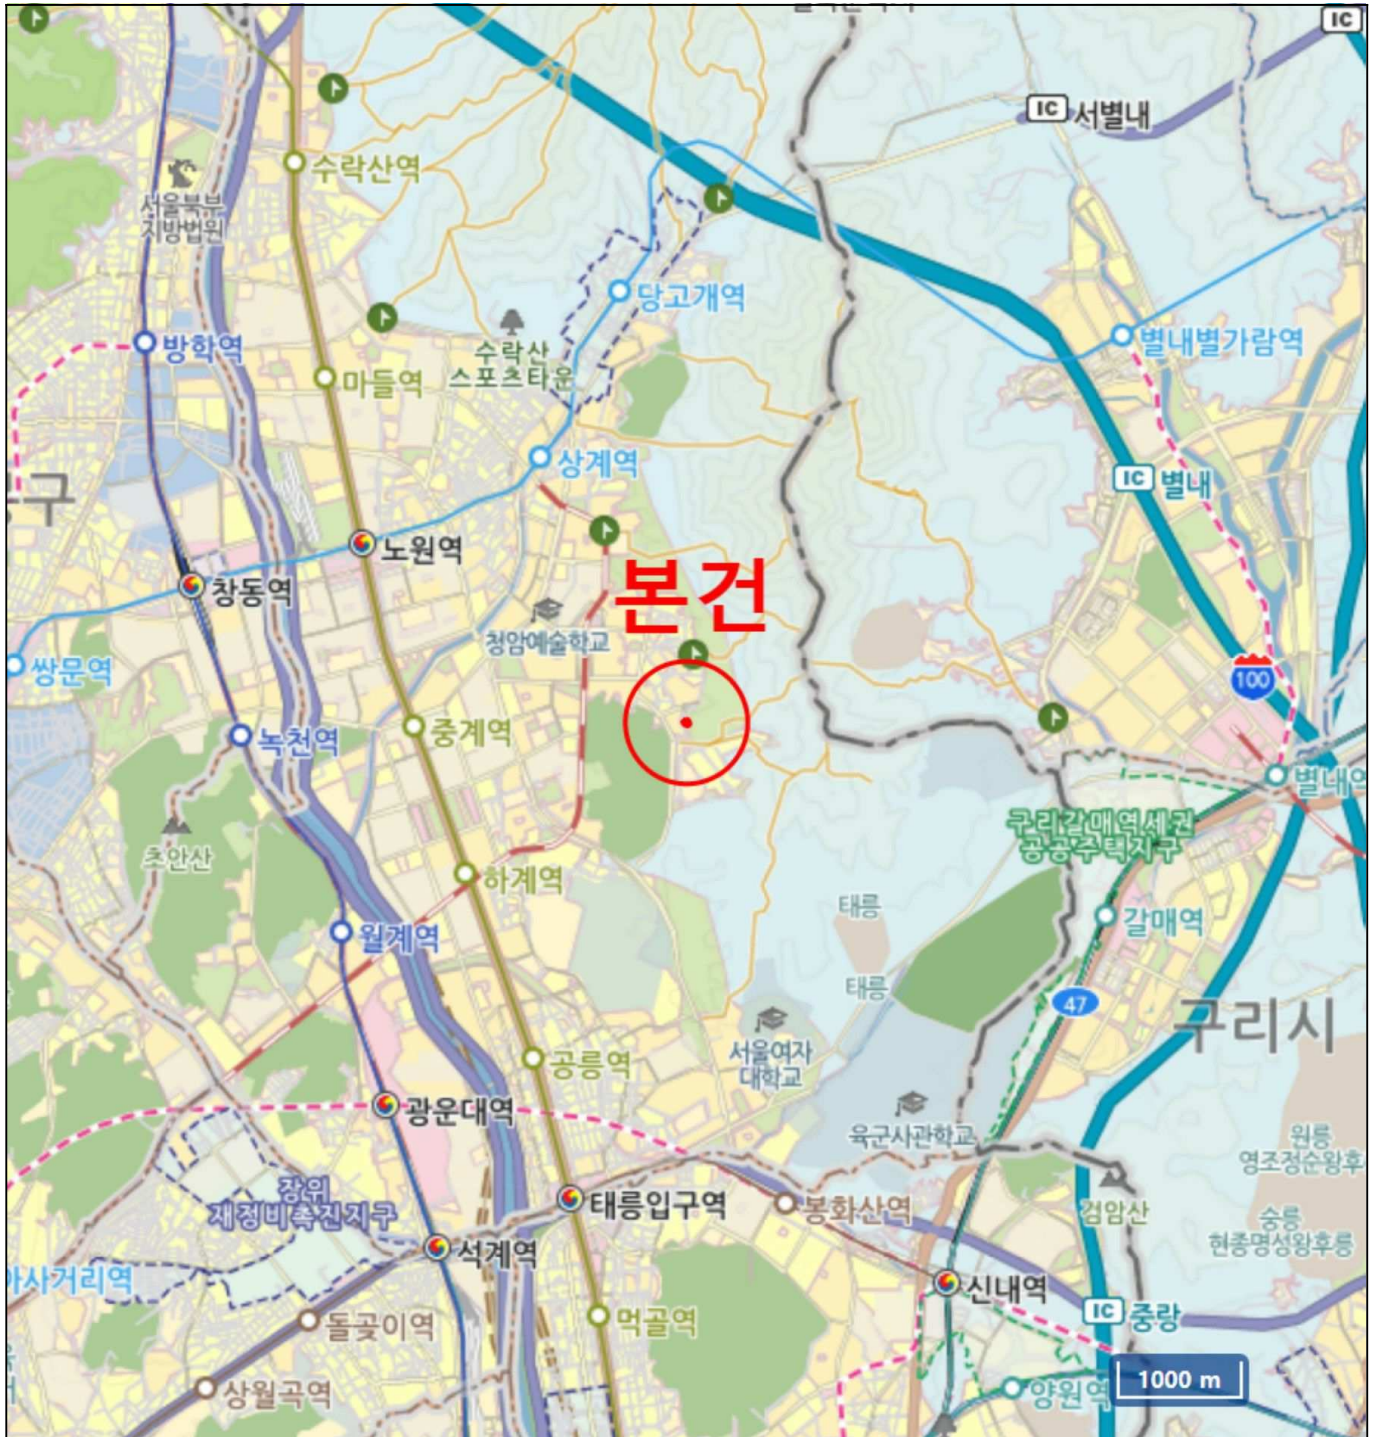 IC
IC 서별내
수락산역
서울북부
지방법원
당고개역
방학역
수락산
스포츠타운
별내별가람역
마들역
상계역
IC 별내
구
노원역
창동역
본건
청암예술학교
쌍문역
100
중계역
녹천역
별내역
구리갈매역세권
공공주택지구
초안산
하계역
태릉
갈매역
월계역
태릉
47
구리시
서울여자
대학교
공릉역
광운대역
육군사관학교
원릉
영조정순왕후
장위
재정비촉진지구
태릉입구역
봉화산역
검암산
숭릉
현종명성왕후릉
석계역
아사거리역
신내역
IC 중랑
돌곶이역
먹골역
1000 m
상월곡역
양원역